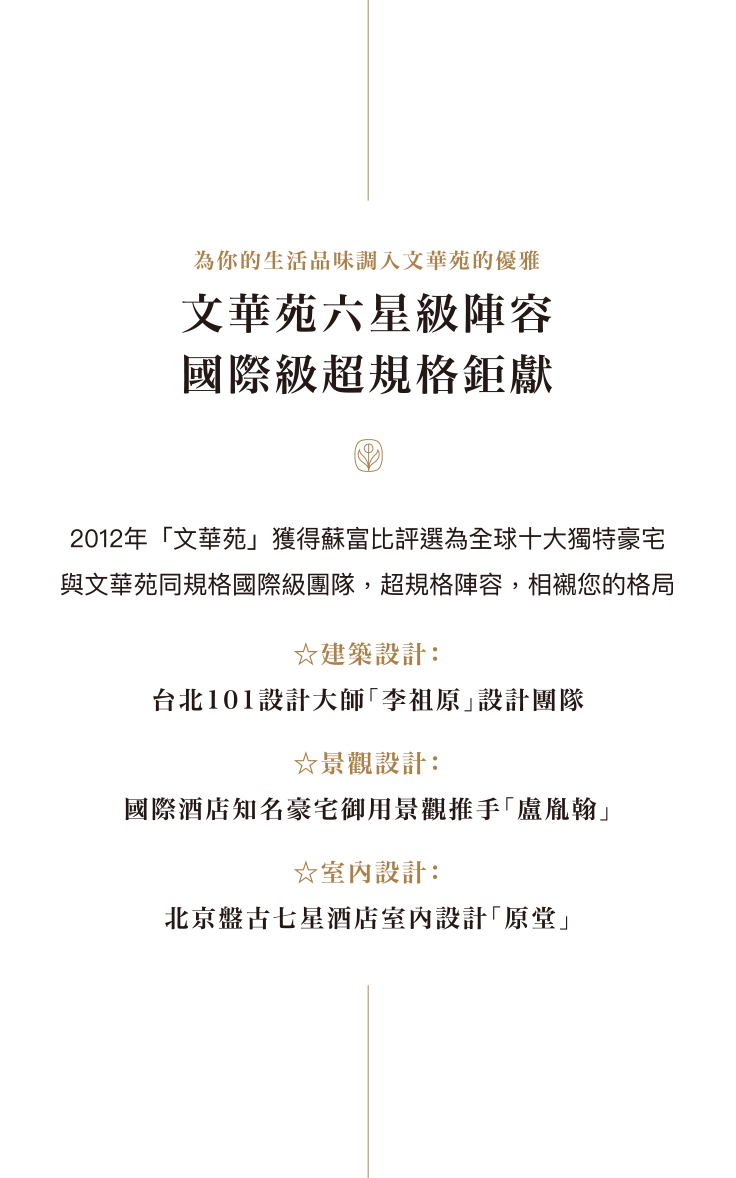 為你的生活品味調入文華苑的優雅
文華苑六星級陣容
國際級超規格鉅獻
2012年「文華苑」獲得蘇富比評選為全球十大獨特豪宅
與文華苑同規格國際級團隊，超規格陣容，相襯您的格局
☆建築設計：
台北101設計大師「李祖原」設計團隊
☆景觀設計：
國際酒店知名豪宅御用景觀推手「盧胤翰」
☆室內設計：
北京盤古七星酒店室內設計「原堂」